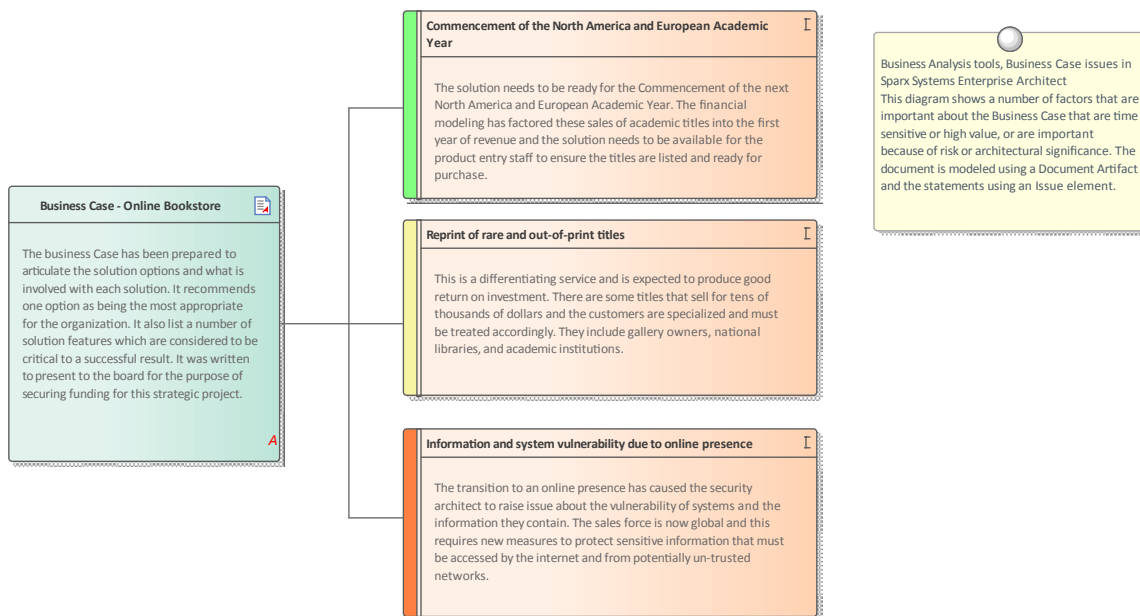 Business Case - Online Bookstore
The business Case has been prepared to
articulate the solution options and what is
involved with each solution. It recommends
one option as being the most appropriate
for the organization. It also list a number of
solution features which are considered to be
critical to a successful result. It was written
to present to the board for the purpose of
securing funding for this strategic project.
A
Commencement of the North America and European Academic
Year
The solution needs to be ready for the Commencement of the next
North America and European Academic Year. The financial
modeling has factored these sales of academic titles into the first
year of revenue and the solution needs to be available for the
product entry staff to ensure the titles are listed and ready for
purchase.
Reprint of rare and out-of-print titles
This is a differentiating service and is expected to produce good
return on investment. There are some titles that sell for tens of
thousands of dollars and the customers are specialized and must
be treated accordingly. They include gallery owners, national
libraries, and academic institutions.
Information and system vulnerability due to online presence
The transition to an online presence has caused the security
architect to raise issue about the vulnerability of systems and the
information they contain. The sales force is now global and this
requires new measures to protect sensitive information that must
be accessed by the internet and from potentially un-trusted
networks.
Business Analysis tools, Business Case issues in
Sparx Systems Enterprise Architect
This diagram shows a number of factors that are
important about the Business Case that are time
sensitive or high value, or are important
because of risk or architectural significance. The
document is modeled using a Document Artifact
and the statements using an Issue element.